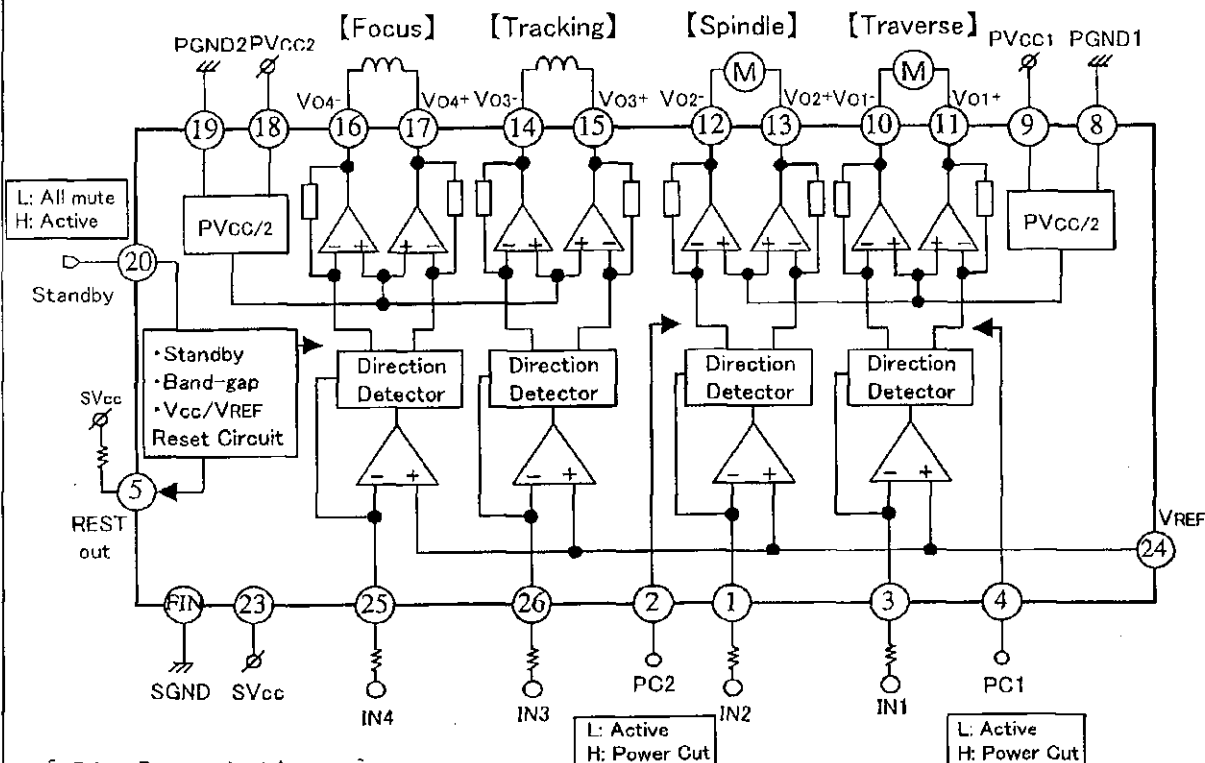 【Focus】 【Tracking】 【Spindle】 【Traverse】
PGND2 PVCC2 PVCC1 PGND1
M M
VO4- VO4+ VO3- VO3+ VO2- VO2+ VO1- VO1+
19 18 16 17 14 15 12 13 10 11 9 8
L: All mute
H: Active
PVCC/2 PVCC/2
- + + - - + + - - + + - - + + -
20
Standby
•Standby
•Band-gap
•VCC/VREF
Reset Circuit
Direction
Detector
Direction
Detector
Direction
Detector
Direction
Detector
SVcc
- + - + - + - +
5
REST
out
VREF
24
FIN 23 25 26 2 1 3 4
SGND SVcc IN4 IN3 PC2 IN2 IN1 PC1
L: Active
H: Power Cut
L: Active
H: Power Cut